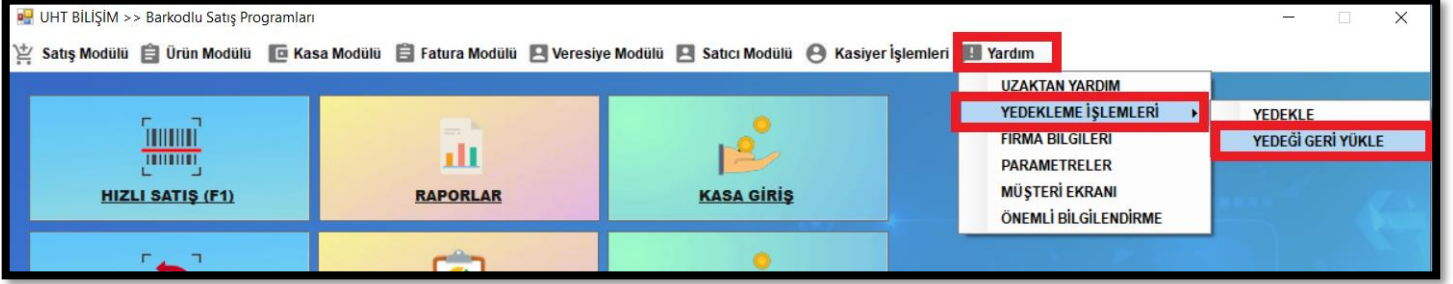 UHT BİLİŞİM >> Barkodlu Satış Programları
Satış Modülü Ürün Modülü Kasa Modülü Fatura Modülü Veresiye Modülü Satıcı Modülü Kasiyer İşlemleri Yardım
UZAKTAN YARDIM
YEDEKLEME İŞLEMLERİ
YEDEKLE
FİRMA BİLGİLERİ
YEDEĞİ GERİ YÜKLE
PARAMETRELER
MÜŞTERİ EKRANI
ÖNEMLİ BİLGİLENDİRME
HIZLI SATIŞ (F1)
RAPORLAR
KASA GİRİŞ